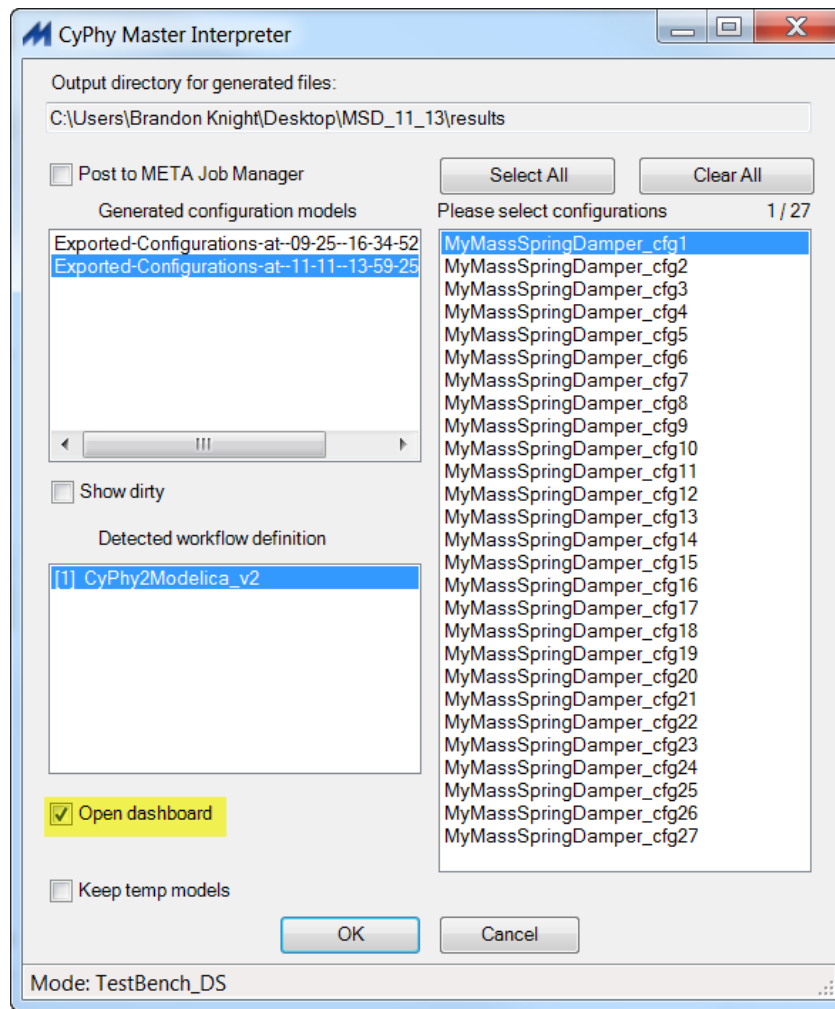 CyPhy Master Interpreter
Output directory for generated files:
C:\Users\Brandon Knight\Desktop\MSD_11_13\results
Post to META Job Manager
Select All
Clear All
Generated configuration models
Please select configurations
1 / 27
Exported-Configurations-at--09-25--16-34-52
Exported-Configurations-at--11-11--13-59-25
Show dirty
Detected workflow definition
[1] CyPhy2Modelica_v2
Open dashboard
Keep temp models
MyMassSpringDamper_cfg1
MyMassSpringDamper_cfg2
MyMassSpringDamper_cfg3
MyMassSpringDamper_cfg4
MyMassSpringDamper_cfg5
MyMassSpringDamper_cfg6
MyMassSpringDamper_cfg7
MyMassSpringDamper_cfg8
MyMassSpringDamper_cfg9
MyMassSpringDamper_cfg10
MyMassSpringDamper_cfg11
MyMassSpringDamper_cfg12
MyMassSpringDamper_cfg13
MyMassSpringDamper_cfg14
MyMassSpringDamper_cfg15
MyMassSpringDamper_cfg16
MyMassSpringDamper_cfg17
MyMassSpringDamper_cfg18
MyMassSpringDamper_cfg19
MyMassSpringDamper_cfg20
MyMassSpringDamper_cfg21
MyMassSpringDamper_cfg22
MyMassSpringDamper_cfg23
MyMassSpringDamper_cfg24
MyMassSpringDamper_cfg25
MyMassSpringDamper_cfg26
MyMassSpringDamper_cfg27
OK
Cancel
Mode: TestBench_DS